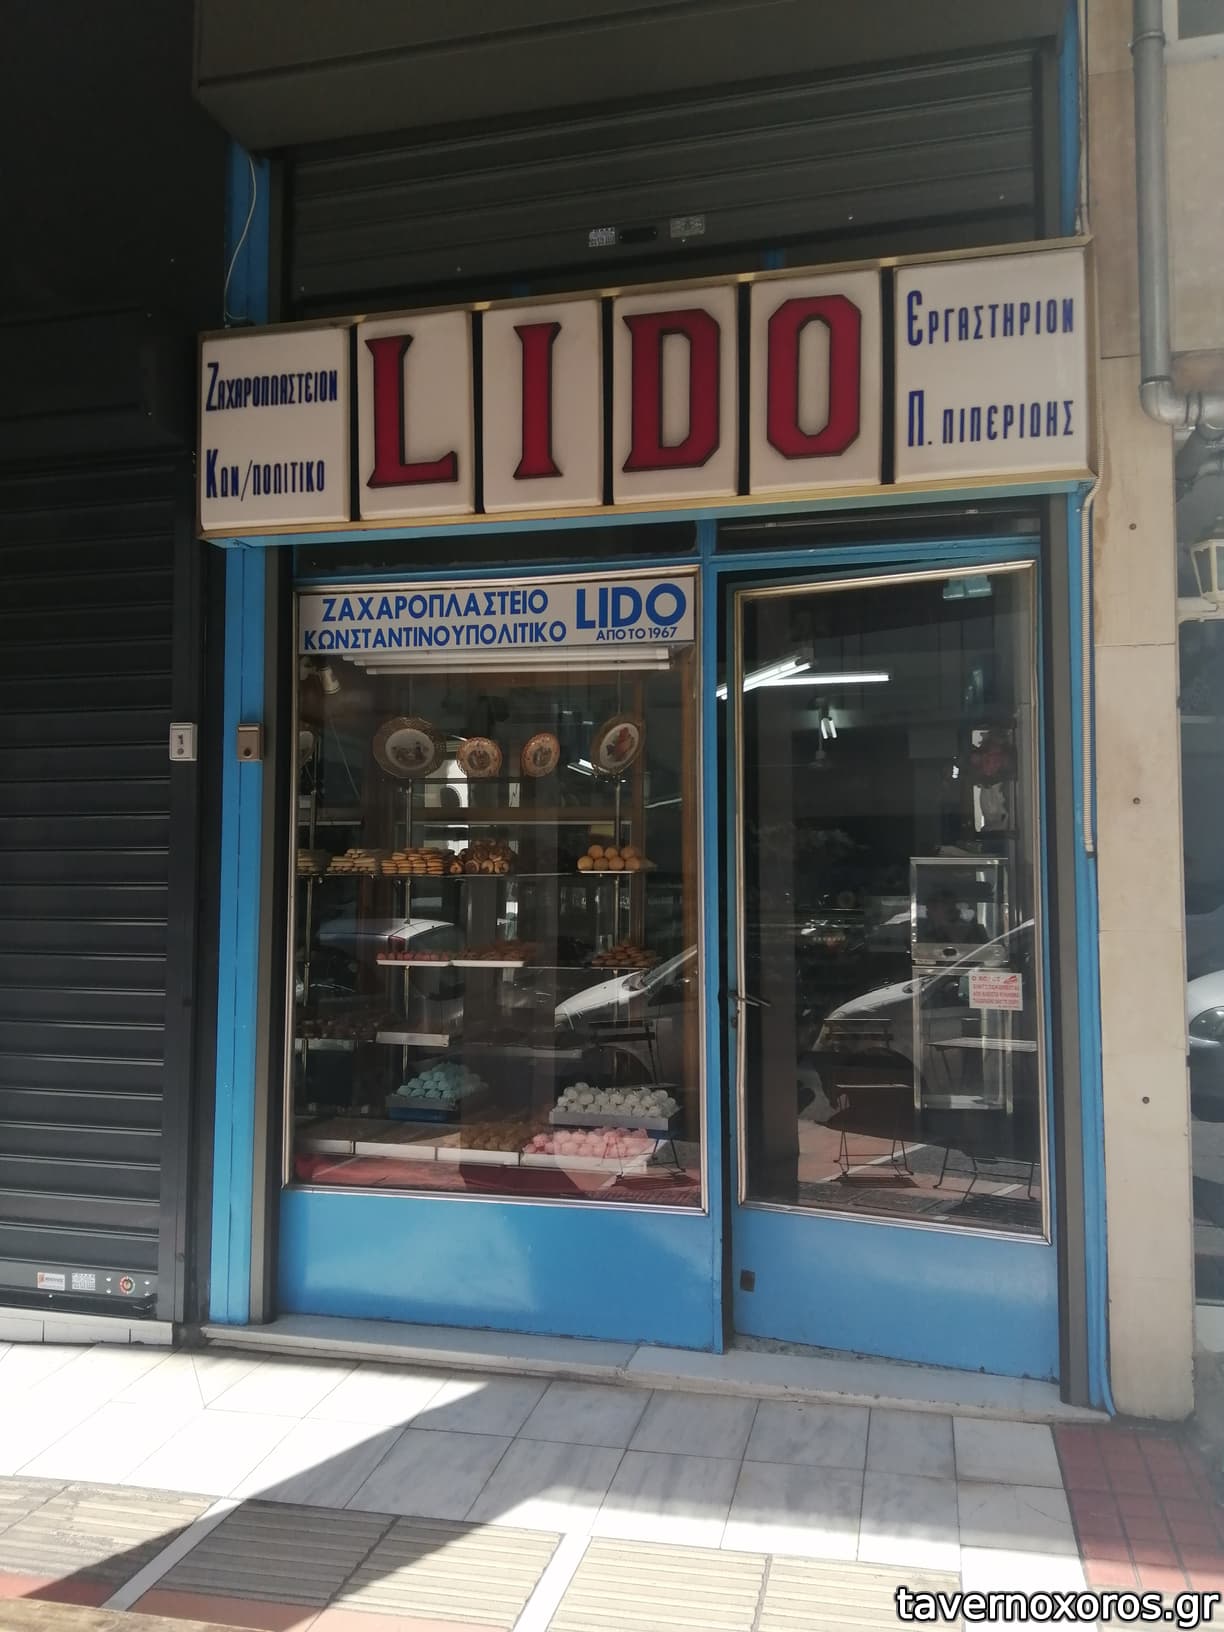 Ζαχαροπλαστειον
Κων/πολιτικο
LIDO
Εργαστηριον
Π. Πιπεριδης
ΖΑΧΑΡΟΠΛΑΣΤΕΙΟ
ΚΩΝΣΤΑΝΤΙΝΟΥΠΟΛΙΤΙΚΟ
LIDO
ΑΠΟ ΤΟ 1967
tavernoxoros.gr